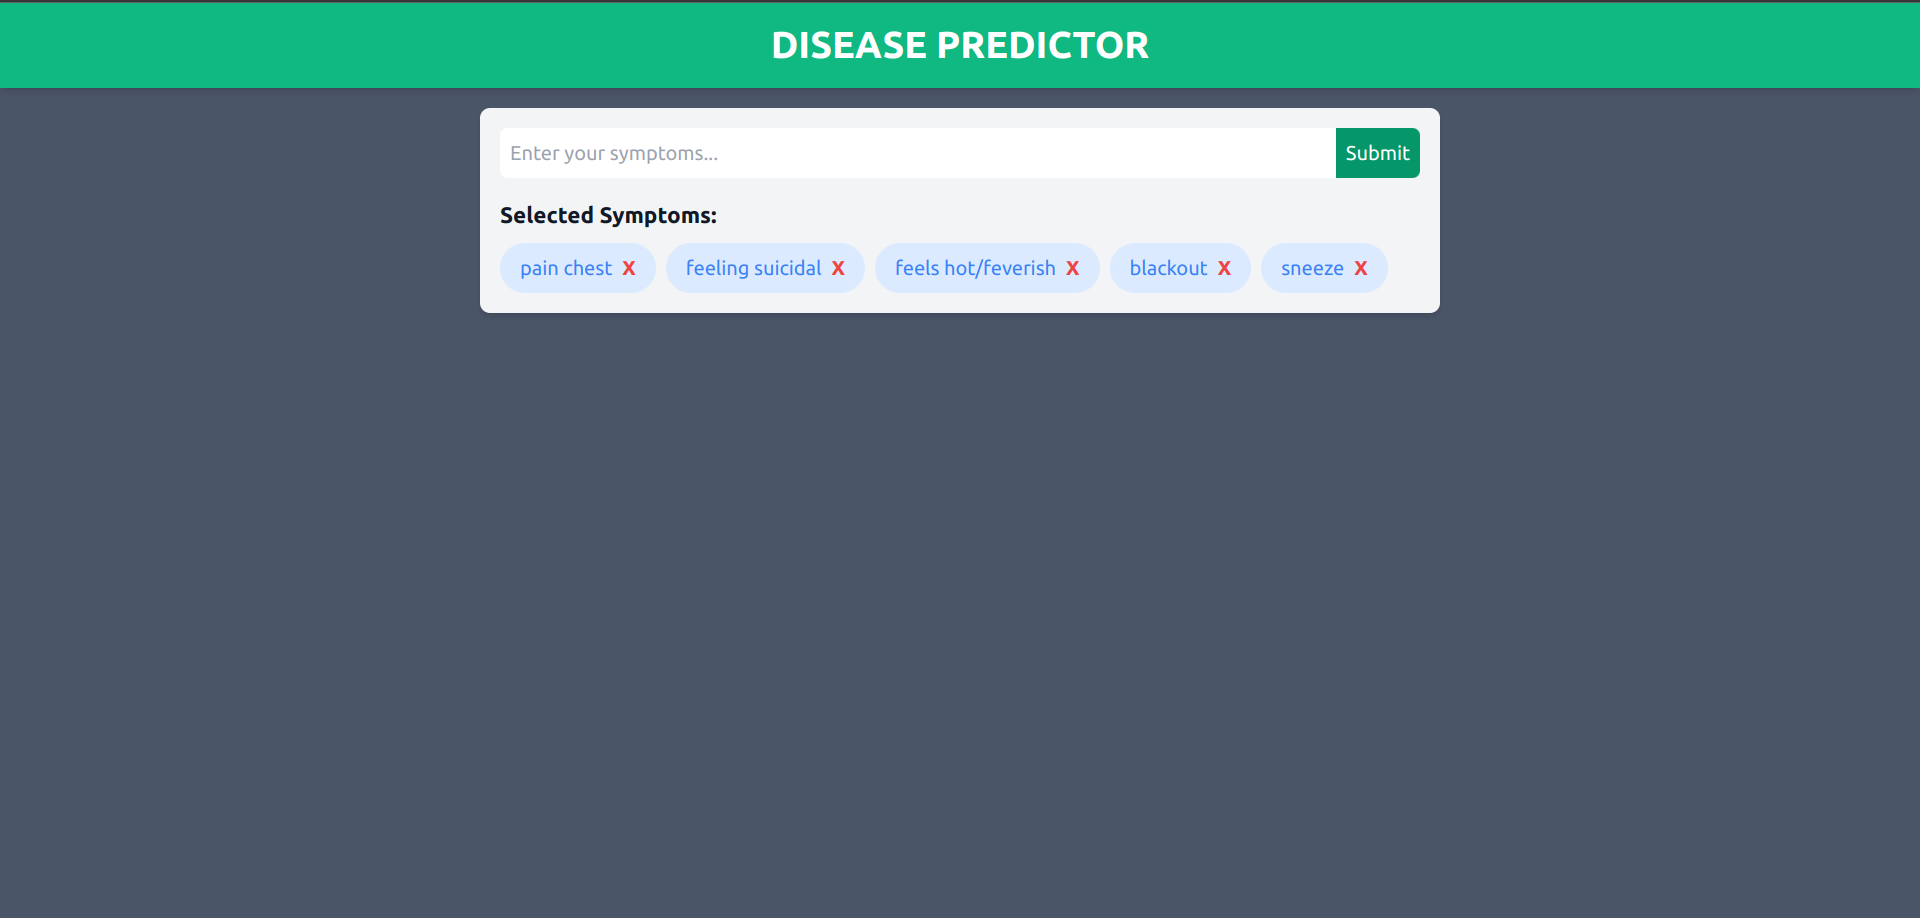 DISEASE PREDICTOR
Enter your symptoms...
Submit
Selected Symptoms:
pain chest X feeling suicidal X feels hot/feverish X blackout X sneeze X